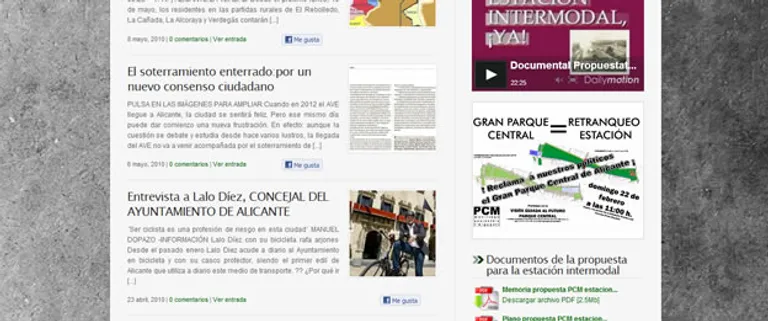 de mayo, los residentes en las partidas rurales de El Rebolledo,
La Cañada, La Alcoraya y Verdegás contarán [...]
8 mayo, 2010 | 0 comentarios | Ver entrada
Me gusta
El soterramiento enterrado por un
nuevo consenso ciudadano
PULSA EN LAS IMÁGENES PARA AMPLIAR Cuando en 2012 el AVE
llegue a Alicante, la ciudad se sentirá feliz. Pero ese mismo día
puede dar comienzo una nueva frustración. En efecto: aunque la
cuestión se debate y estudia desde hace varios lustros, la llegada
del AVE no va a venir acompañada por el soterramiento de [...]
6 mayo, 2010 | 0 comentarios | Ver entrada
Me gusta
Entrevista a Lalo Díez, CONCEJAL DEL
AYUNTAMIENTO DE ALICANTE
"Ser ciclista es una profesión de riesgo en esta ciudad" MANUEL
DOPAZO -INFORMACIÓN Lalo Díez con su bicicleta rafa arjones
Desde el pasado enero Lalo Díez acude a diario al Ayuntamiento
en bicicleta y con su casco protector, siendo el primer edil de
Alicante que utiliza a diario este medio de transporte. ?? ¿Por qué ir
[...]
23 abril, 2010 | 0 comentarios | Ver entrada
Me gusta
ESTACIÓN
INTERMODAL,
¡YA!
Documental Propuestat...
22:25
Dailymotion
GRAN PARQUE
CENTRAL
=
RETRANQUEO
ESTACIÓN
¡ Reclama a nuestros políticos
el Gran Parque Central de Alicante !
domingo 22 de
febrero
a las 11:00 h.
PCM
VISITA GUIADA AL FUTURO
PARQUE CENTRAL
Documentos de la propuesta
para la estación intermodal
Memoria propuesta PCM estacion...
Descargar archivo PDF [2.5Mb]
Plano propuesta PCM estacion...